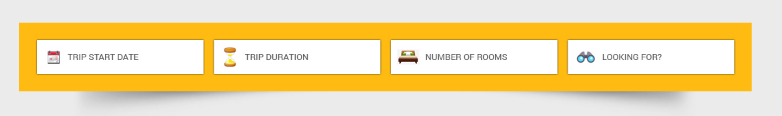 TRIP START DATE
TRIP DURATION
NUMBER OF ROOMS
LOOKING FOR?